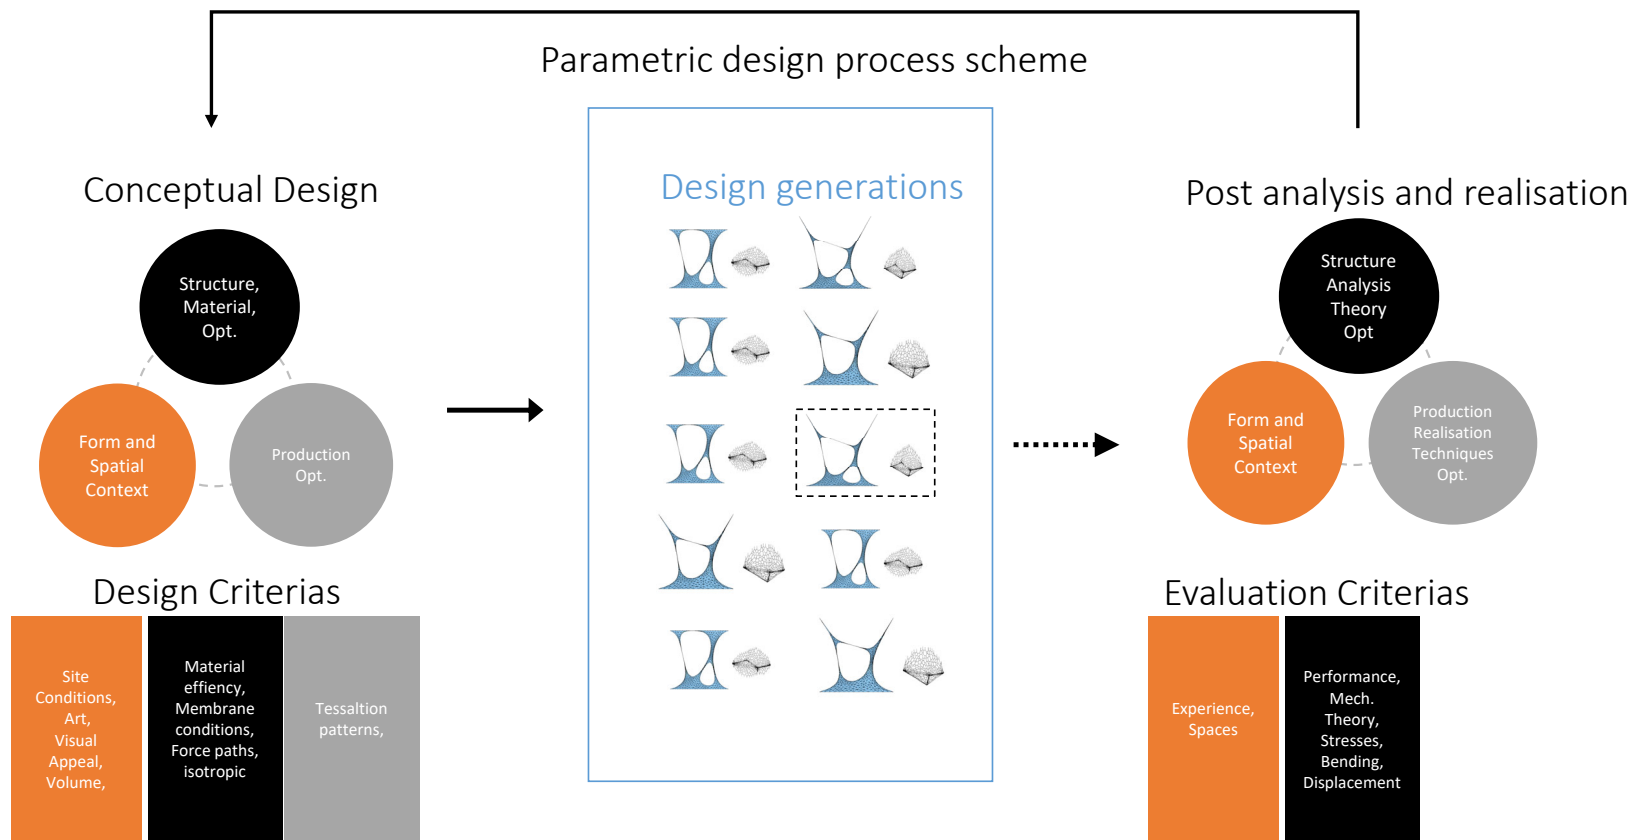 Parametric design process scheme
Conceptual Design
Structure,
Material,
Opt.
Form and
Spatial
Context
Production
Opt.
Design Criterias
Site
Conditions,
Art,
Visual
Appeal,
Volume,
Material
effiency,
Membrane
conditions,
Force paths,
isotropic
Tessaltion
patterns,
Design generations
Post analysis and realisation
Structure
Analysis
Theory
Opt
Form and
Spatial
Context
Production
Realisation
Techniques
Opt.
Evaluation Criterias
Experience,
Spaces
Performance,
Mech.
Theory,
Stresses,
Bending,
Displacement